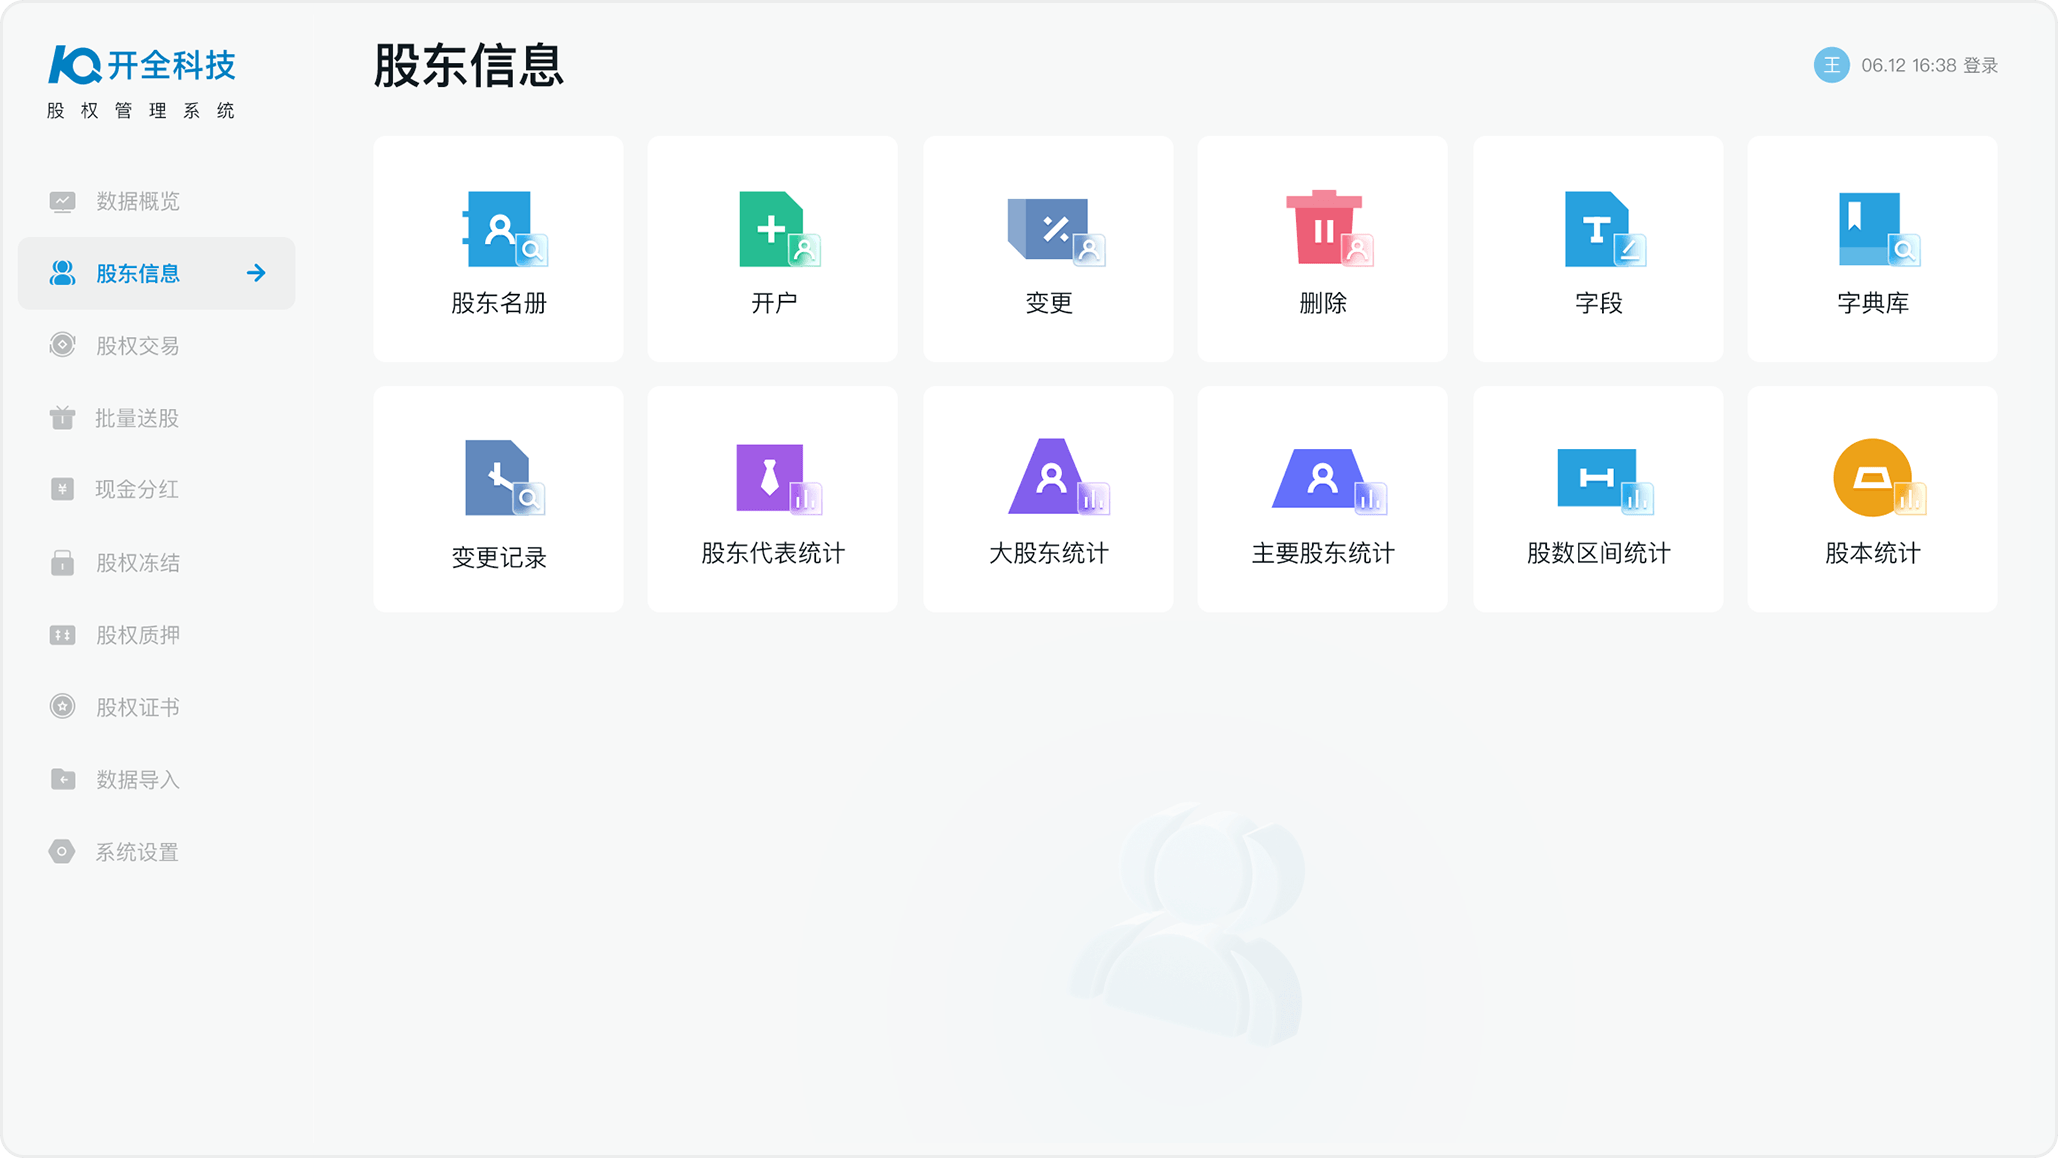 开全科技
股权管理系统
股东信息
王 06.12 16:38 登录
数据概览
股东信息
股权交易
批量送股
现金分红
股权冻结
股权质押
股权证书
数据导入
系统设置
股东名册
开户
变更
删除
字段
字典库
变更记录
股东代表统计
大股东统计
主要股东统计
股数区间统计
股本统计